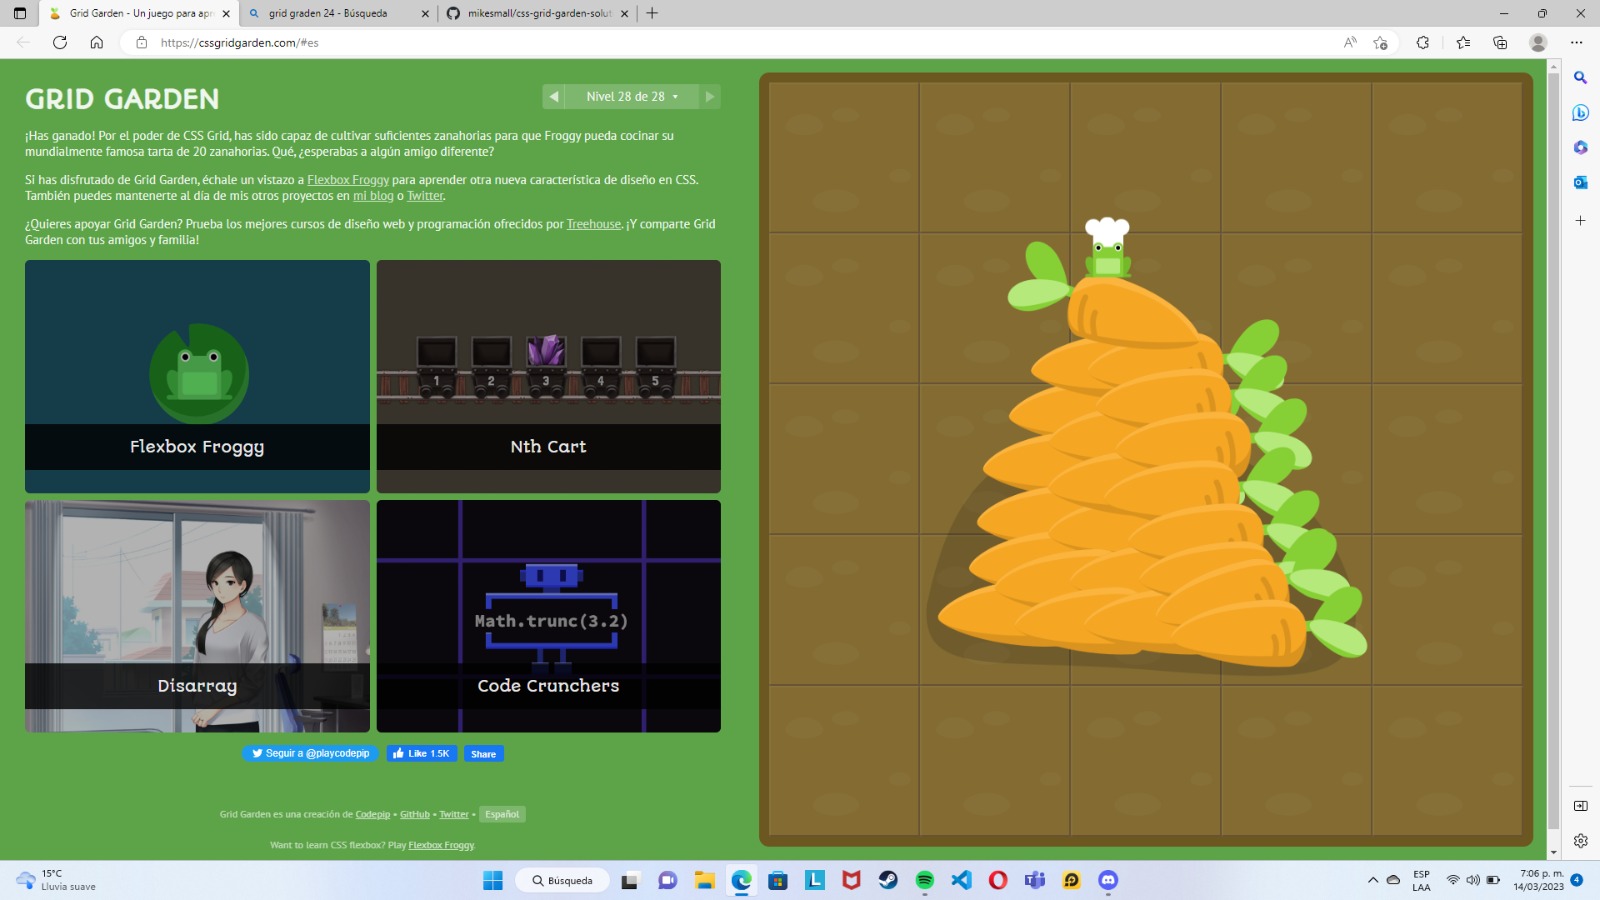 Grid Garden - Un juego para apr
grid graden 24 - Búsqueda
mikesmall/css-grid-garden-solut
https://cssgridgarden.com/#es
GRID GARDEN
Nivel 28 de 28
¡Has ganado! Por el poder de CSS Grid, has sido capaz de cultivar suficientes zanahorias para que Froggy pueda cocinar su
mundialmente famosa tarta de 20 zanahorias. Qué, ¿esperabas a algún amigo diferente?
Si has disfrutado de Grid Garden, échale un vistazo a Flexbox Froggy para aprender otra nueva característica de diseño en CSS.
También puedes mantenerte al día de mis otros proyectos en mi blog o Twitter.
¿Quieres apoyar Grid Garden? Prueba los mejores cursos de diseño web y programación ofrecidos por Treehouse. ¡Y comparte Grid
Garden con tus amigos y familia!
Flexbox Froggy
1 2 3 4 5
Nth Cart
Disarray
Math.trunc(3.2)
Code Crunchers
Seguir a @playcodepip
Like 1.5K
Share
Grid Garden es una creación de Codepip • GitHub • Twitter • Español
Want to learn CSS flexbox? Play Flexbox Froggy.
15°C
Lluvia suave
Búsqueda
ESP
LAA
7:06 p. m.
14/03/2023
4